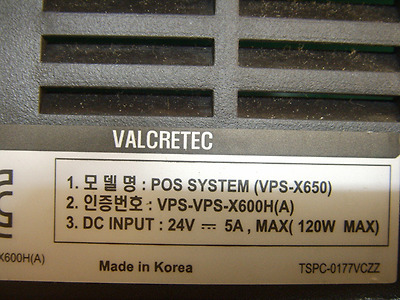 VALCRETEC
1. 모 델 명 : POS SYSTEM (VPS-X650)
2. 인증번호 : VPS-VPS-X600H(A)
3. DC INPUT : 24V ⎓ 5A , MAX( 120W MAX)
X600H(A)
Made in Korea
TSPC-0177VCZZ